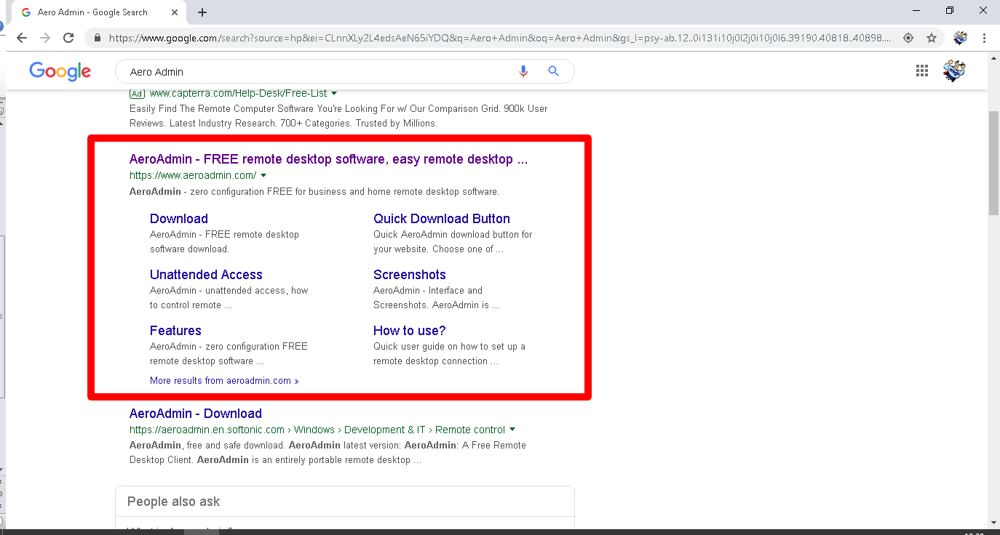 Aero Admin - Google Search
https://www.google.com/search?source=hp&ei=CLnnXLy2L4edsAeN65iYDQ&q=Aero+Admin&oq=Aero+Admin&gs_l=psy-ab.12..0i131i10j0l2j0i10j0l6.39190.40818..40898....
Google
Aero Admin
Ad www.capterra.com/Help-Desk/Free-List
Easily Find The Remote Computer Software You're Looking For w/ Our Comparison Grid. 900k User
Reviews. Latest Industry Research. 700+ Categories. Trusted by Millions.
AeroAdmin - FREE remote desktop software, easy remote desktop ...
https://www.aeroadmin.com/
AeroAdmin - zero configuration FREE for business and home remote desktop software.
Download
AeroAdmin - FREE remote desktop
software download.
Quick Download Button
Quick AeroAdmin download button for
your website. Choose one of ...
Unattended Access
AeroAdmin - unattended access, how
to control remote ...
Screenshots
AeroAdmin - Interface and
Screenshots. AeroAdmin is ...
Features
AeroAdmin - zero configuration FREE
remote desktop software ...
How to use?
Quick user guide on how to set up a
remote desktop connection ...
More results from aeroadmin.com »
AeroAdmin - Download
https://aeroadmin.en.softonic.com › Windows › Development & IT › Remote control
AeroAdmin, free and safe download. AeroAdmin latest version: AeroAdmin: A Free Remote
Desktop Client. AeroAdmin is an entirely portable remote desktop ...
People also ask